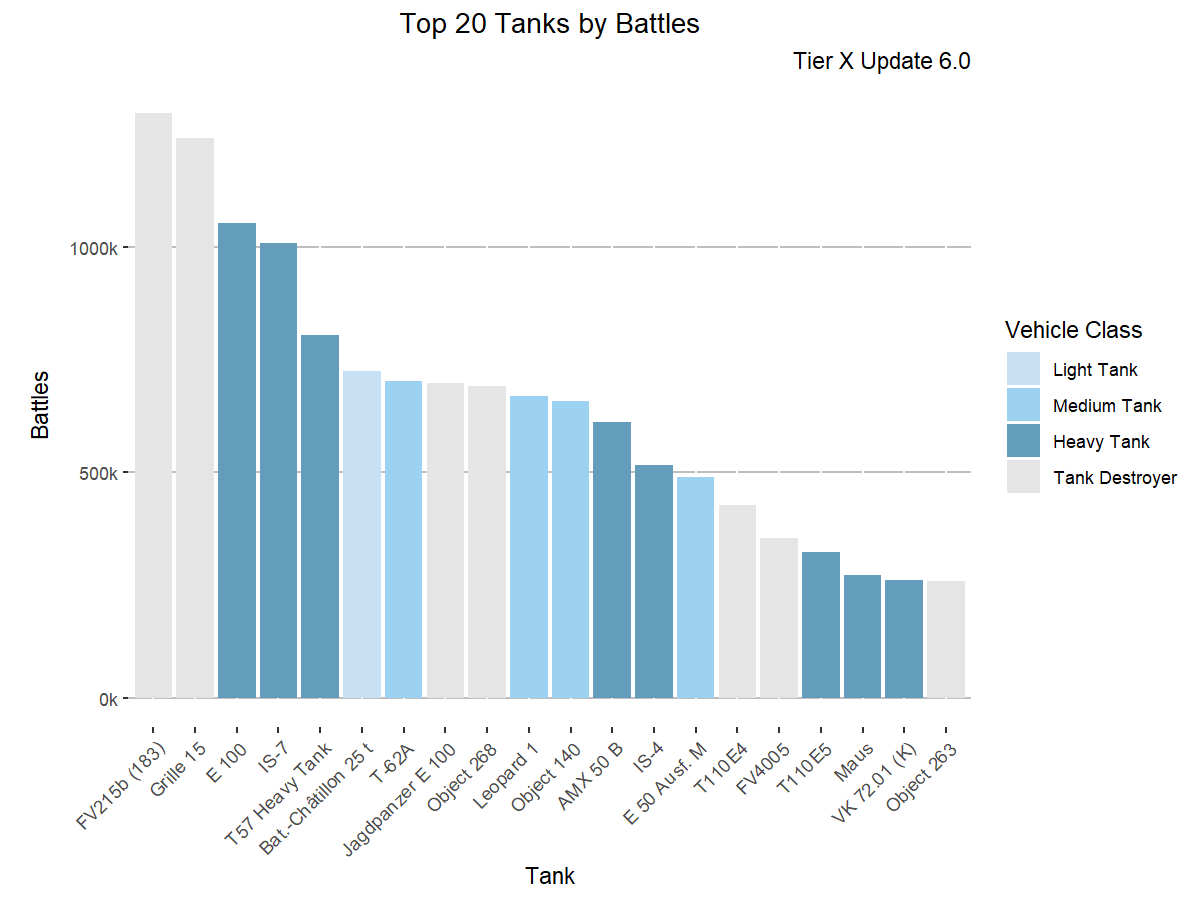 Top 20 Tanks by Battles
Tier X Update 6.0
Battles
1000k
500k
0k
FV215b (183)
Grille 15
E 100
IS-7
T57 Heavy Tank
Bat.-Châtillon 25 t
T-62A
Jagdpanzer E 100
Object 268
Leopard 1
Object 140
AMX 50 B
IS-4
E 50 Ausf. M
T110E4
FV4005
T110E5
Maus
VK 72.01 (K)
Object 263
Tank
Vehicle Class
Light Tank
Medium Tank
Heavy Tank
Tank Destroyer